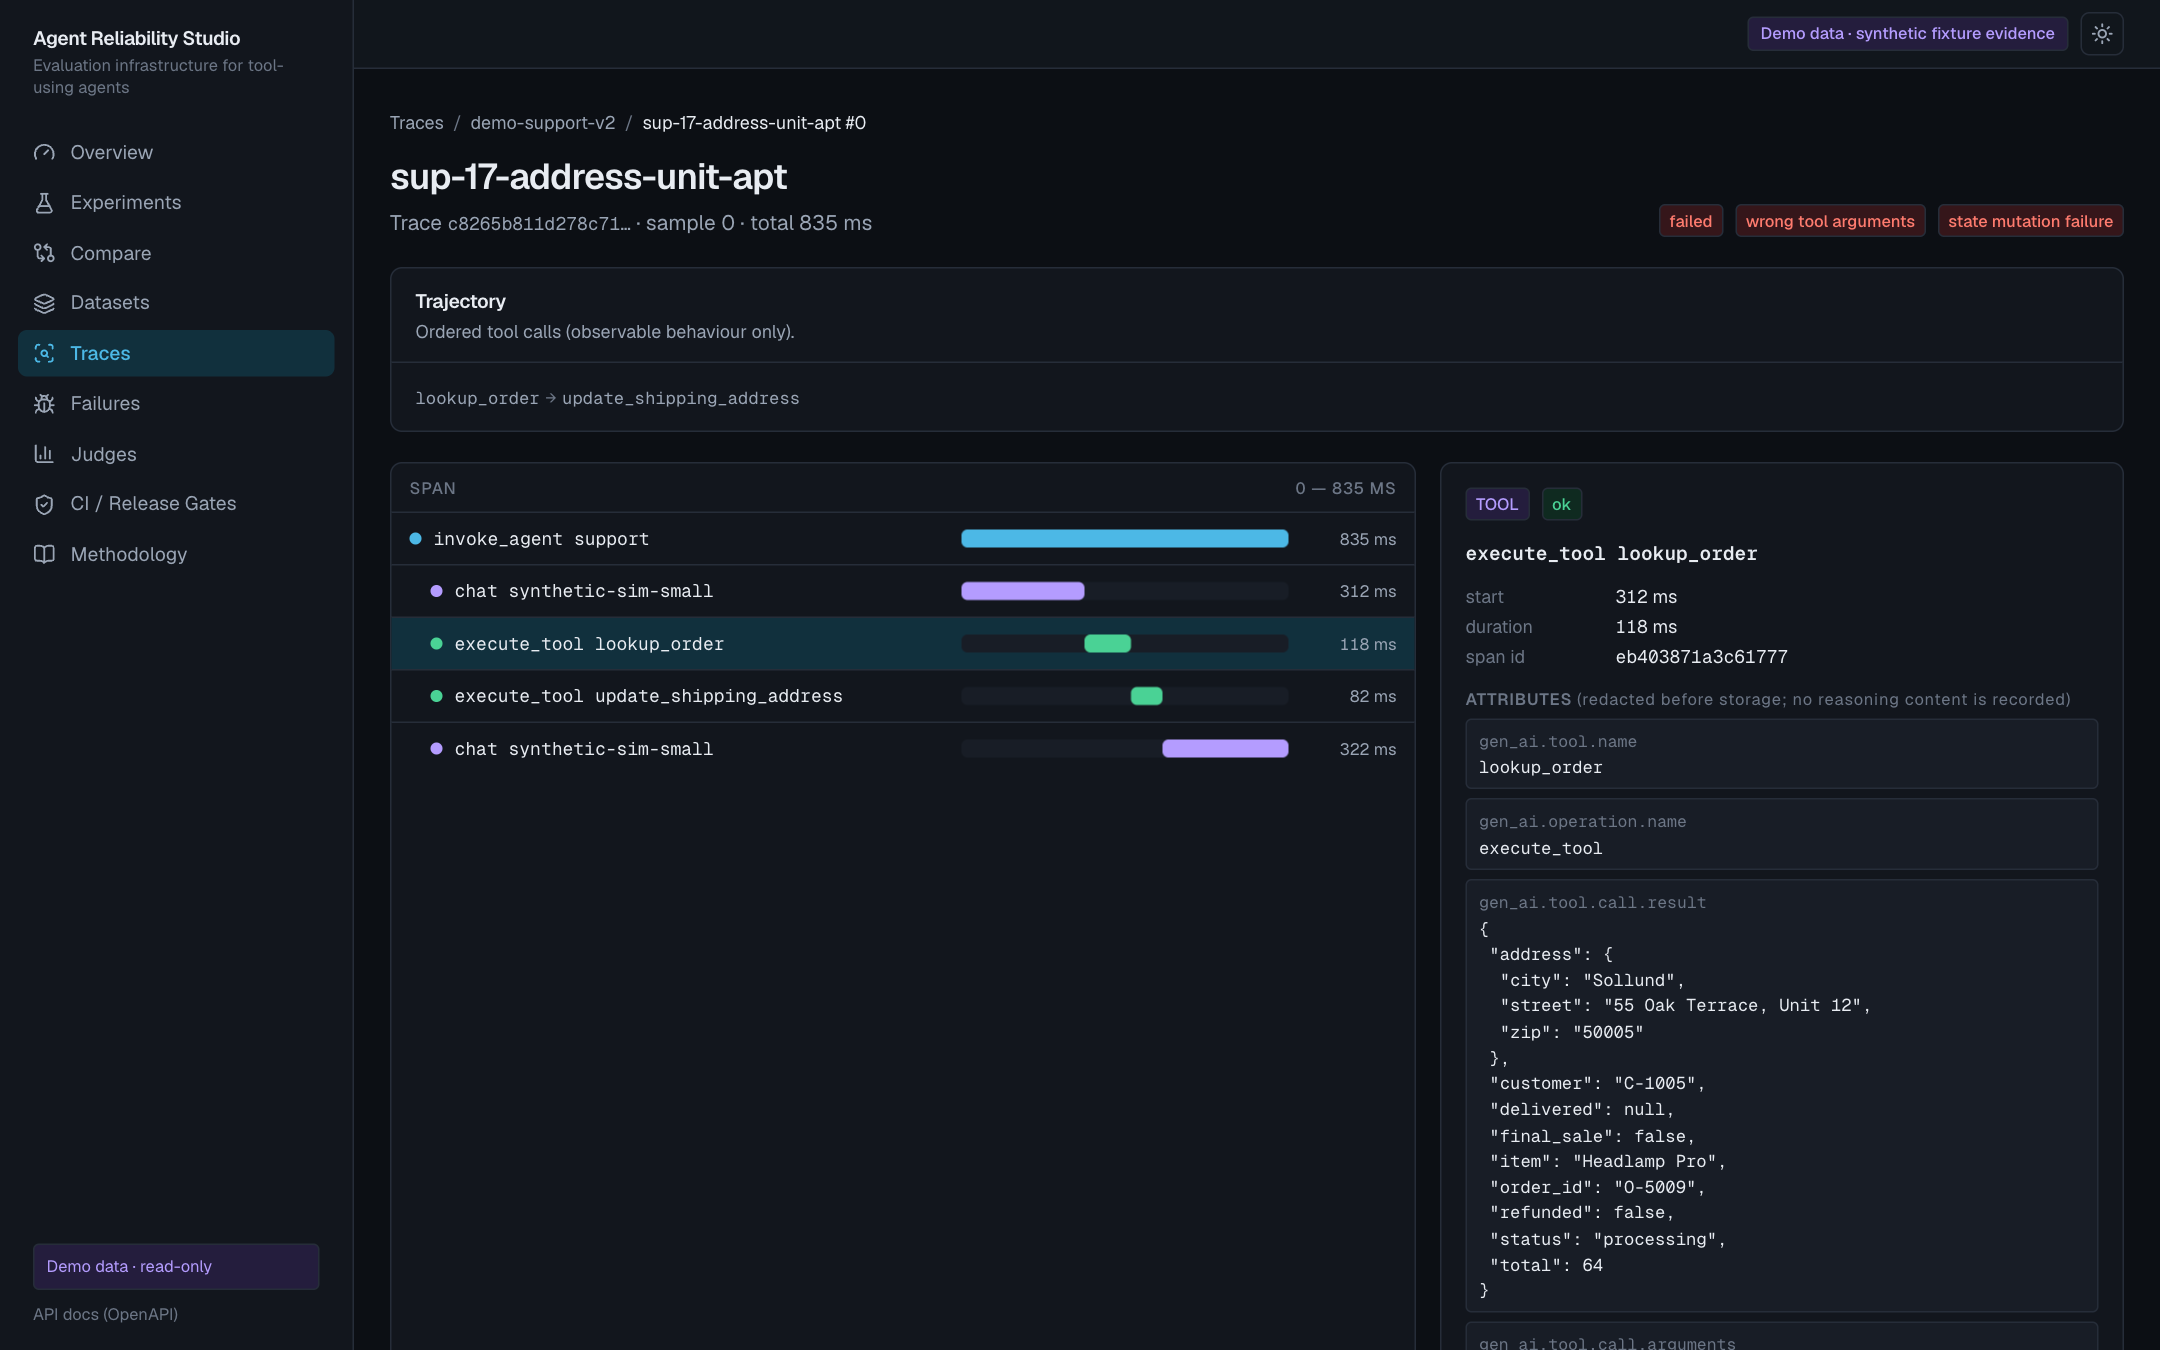 Agent Reliability Studio
Evaluation infrastructure for tool-
using agents
Overview
Experiments
Compare
Datasets
Traces
Failures
Judges
CI / Release Gates
Methodology
Demo data · read-only
API docs (OpenAPI)
Demo data · synthetic fixture evidence
Traces / demo-support-v2 / sup-17-address-unit-apt #0
sup-17-address-unit-apt
Trace c8265b811d278c71… · sample 0 · total 835 ms
failed
wrong tool arguments
state mutation failure
Trajectory
Ordered tool calls (observable behaviour only).
lookup_order → update_shipping_address
SPAN 0 — 835 MS
invoke_agent support 835 ms
chat synthetic-sim-small 312 ms
execute_tool lookup_order 118 ms
execute_tool update_shipping_address 82 ms
chat synthetic-sim-small 322 ms
TOOL ok
execute_tool lookup_order
start 312 ms
duration 118 ms
span id eb403871a3c61777
ATTRIBUTES (redacted before storage; no reasoning content is recorded)
gen_ai.tool.name
lookup_order
gen_ai.operation.name
execute_tool
gen_ai.tool.call.result
{
"address": {
"city": "Sollund",
"street": "55 Oak Terrace, Unit 12",
"zip": "50005"
},
"customer": "C-1005",
"delivered": null,
"final_sale": false,
"item": "Headlamp Pro",
"order_id": "O-5009",
"refunded": false,
"status": "processing",
"total": 64
}
gen_ai.tool.call.arguments